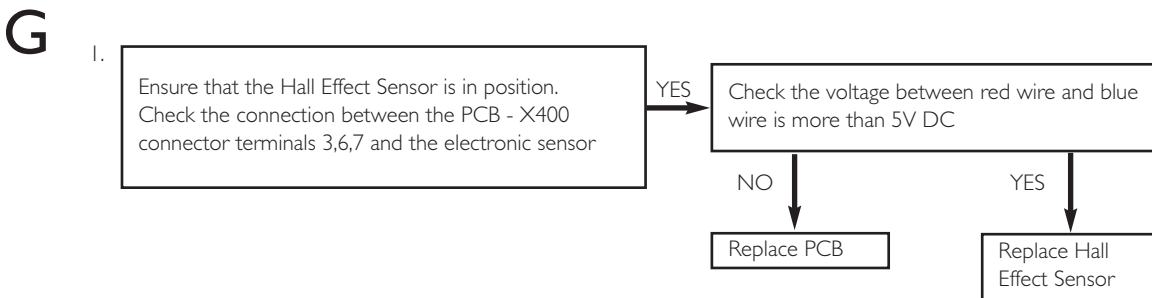 G
1.
Ensure that the Hall Effect Sensor is in position.
Check the connection between the PCB - X400
connector terminals 3,6,7 and the electronic sensor
YES
Check the voltage between red wire and blue
wire is more than 5V DC
NO
YES
Replace PCB
Replace Hall
Effect Sensor